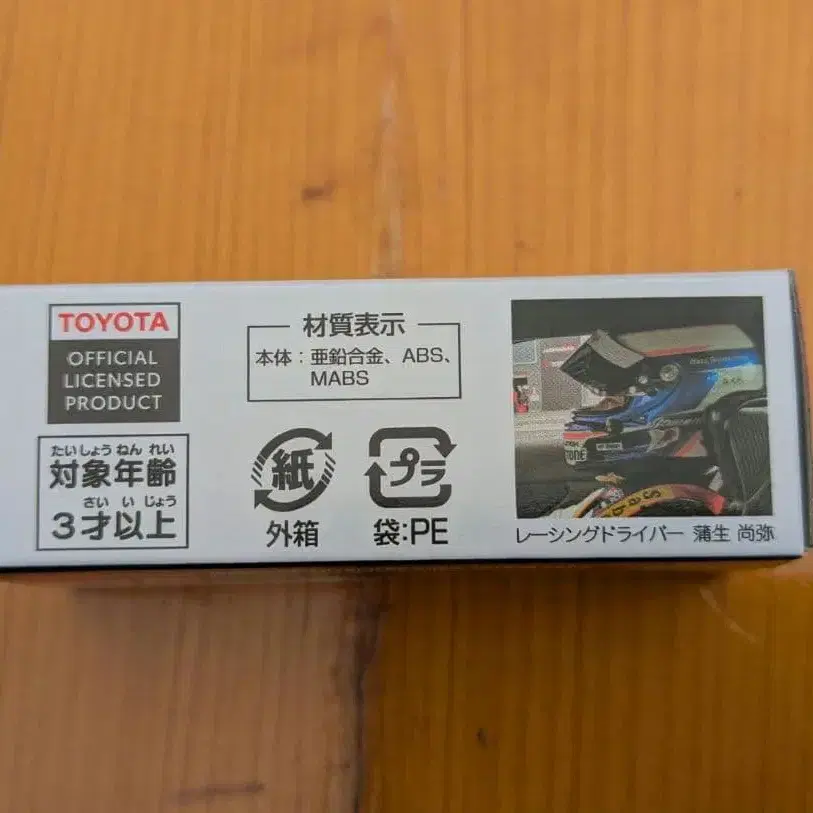 TOYOTA
OFFICIAL
LICENSED
PRODUCT
たいしょう ねん れい
対象年齢
さい い じょう
3才以上
材質表示
本体:亜鉛合金、ABS、
MABS
紙
外箱
プラ
袋:PE
レーシングドライバー 蒲生 尚弥